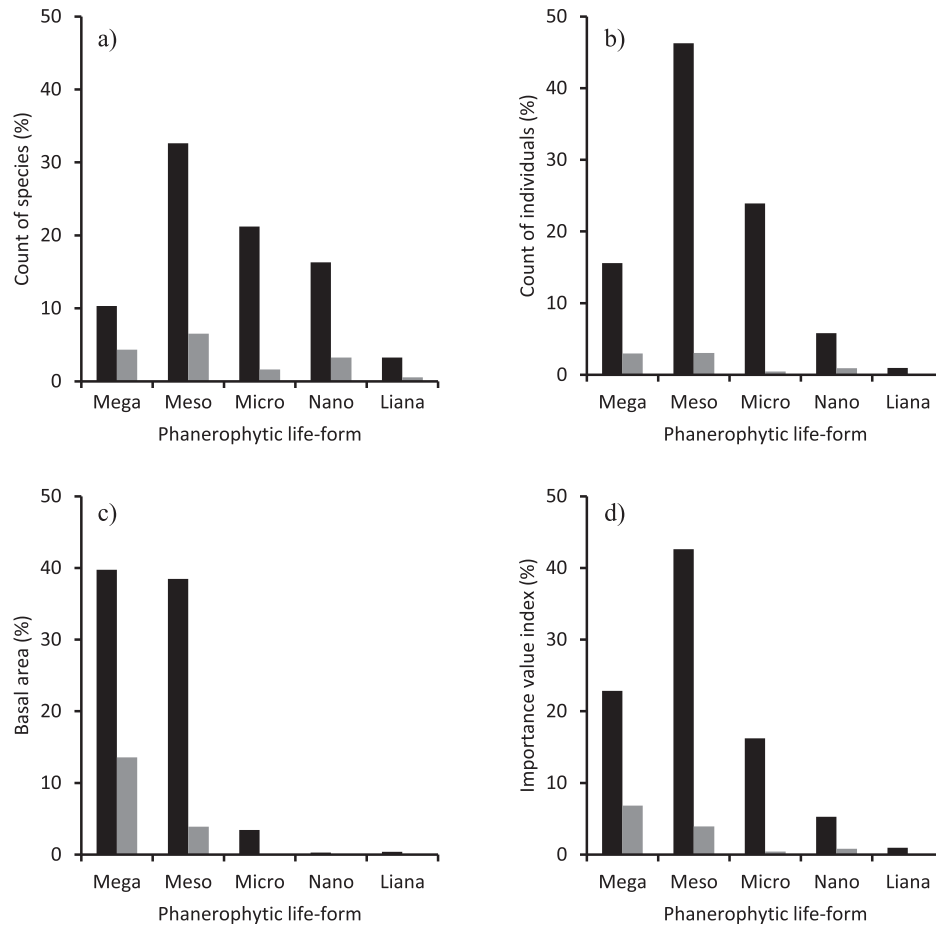 a)
Count of species (%)
50
40
30
20
10
0
Mega Meso Micro Nano Liana
Phanerophytic life-form
b)
Count of individuals (%)
50
40
30
20
10
0
Mega Meso Micro Nano Liana
Phanerophytic life-form
c)
Basal area (%)
50
40
30
20
10
0
Mega Meso Micro Nano Liana
Phanerophytic life-form
d)
Importance value index (%)
50
40
30
20
10
0
Mega Meso Micro Nano Liana
Phanerophytic life-form